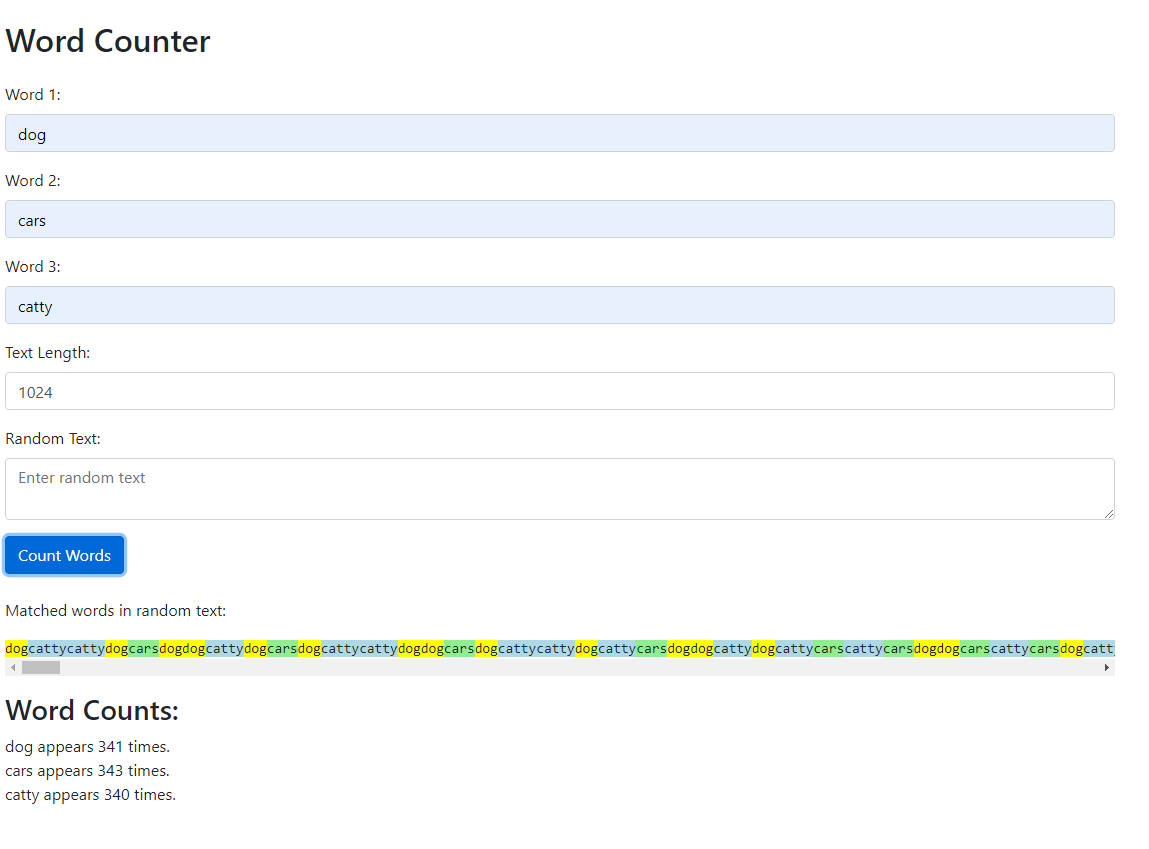 Word Counter
Word 1:
dog
Word 2:
cars
Word 3:
catty
Text Length:
1024
Random Text:
Enter random text
Count Words
Matched words in random text:
dogcattycattydogcarsdogdogcattydogcarsdogcattycattydogdogcarsdogcattycattydogcattycarsdogdogcattydogcattycarscattycarsdogdogcarscattycarsdogcatt
Word Counts:
dog appears 341 times.
cars appears 343 times.
catty appears 340 times.